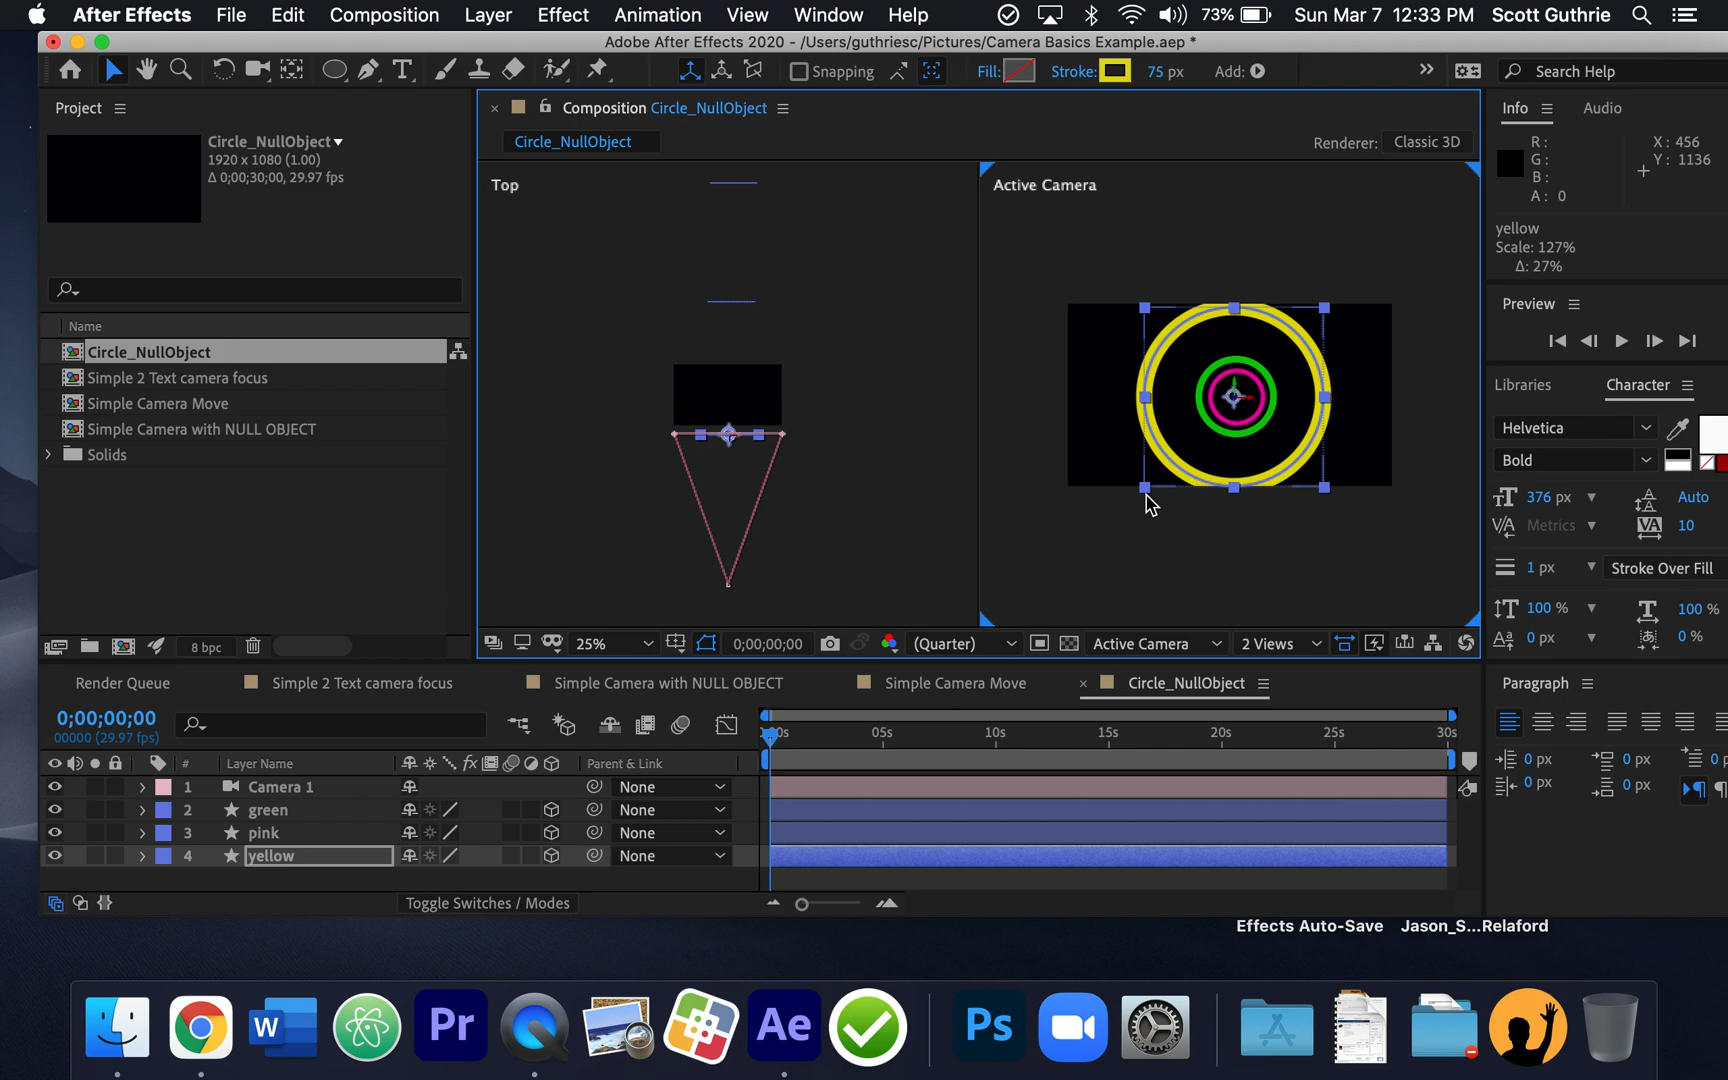 After Effects File Edit Composition Layer Effect Animation View Window Help 73% Sun Mar 7 12:33 PM Scott Guthrie
Adobe After Effects 2020 - /Users/guthriesc/Pictures/Camera Basics Example.aep *
Snapping Fill: Stroke: 75 px Add: Search Help
Project
Circle_NullObject
1920 x 1080 (1.00)
Δ 0;00;30;00, 29.97 fps
Name
Circle_NullObject
Simple 2 Text camera focus
Simple Camera Move
Simple Camera with NULL OBJECT
Solids
8 bpc
Composition Circle_NullObject
Circle_NullObject
Renderer: Classic 3D
Top
Active Camera
25% 0;00;00;00 (Quarter) Active Camera 2 Views
Info Audio
R: X: 456
G: Y: 1136
B:
A: 0
yellow
Scale: 127%
Δ: 27%
Preview
Libraries Character
Helvetica
Bold
376 px Auto
Metrics 10
1 px Stroke Over Fill
100 % 100 %
0 px 0 %
Paragraph
0 px 0 px
0 px 0 px
Render Queue Simple 2 Text camera focus Simple Camera with NULL OBJECT Simple Camera Move Circle_NullObject
0;00;00;00
00000 (29.97 fps)
05s 10s 15s 20s 25s 30s
# Layer Name Parent & Link
1 Camera 1 None
2 green None
3 pink None
4 yellow None
Toggle Switches / Modes
Effects Auto-Save Jason_S...Relaford
W Pr Ae Ps